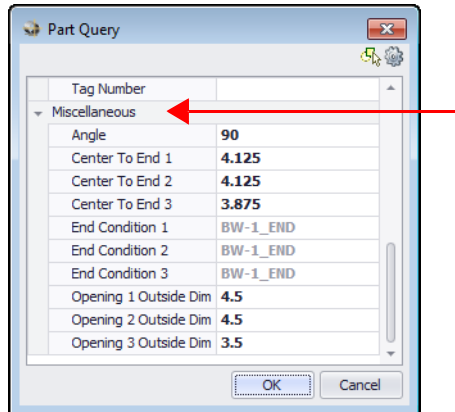 Part Query
Tag Number
Miscellaneous
Angle 90
Center To End 1 4.125
Center To End 2 4.125
Center To End 3 3.875
End Condition 1 BW-1_END
End Condition 2 BW-1_END
End Condition 3 BW-1_END
Opening 1 Outside Dim 4.5
Opening 2 Outside Dim 4.5
Opening 3 Outside Dim 3.5
OK Cancel